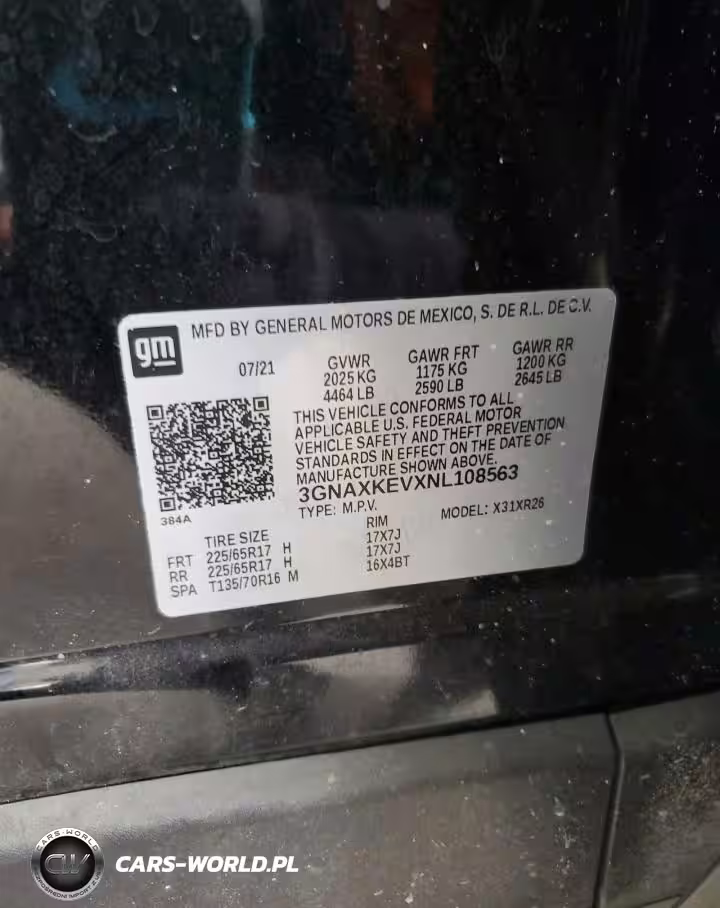 gm
MFD BY GENERAL MOTORS DE MEXICO, S. DE R.L. DE C.V.
07/21
GVWR GAWR FRT GAWR RR
2025 KG 1175 KG 1200 KG
4464 LB 2590 LB 2645 LB
THIS VEHICLE CONFORMS TO ALL
APPLICABLE U.S. FEDERAL MOTOR
VEHICLE SAFETY AND THEFT PREVENTION
STANDARDS IN EFFECT ON THE DATE OF
MANUFACTURE SHOWN ABOVE.
3GNAXKEVXNL108563
TYPE: M.P.V. MODEL: X31XR26
384A
TIRE SIZE RIM
FRT 225/65R17 H 17X7J
RR 225/65R17 H 17X7J
SPA T135/70R16 M 16X4BT
CARS-WORLD
CW
CARS-WORLD.PL